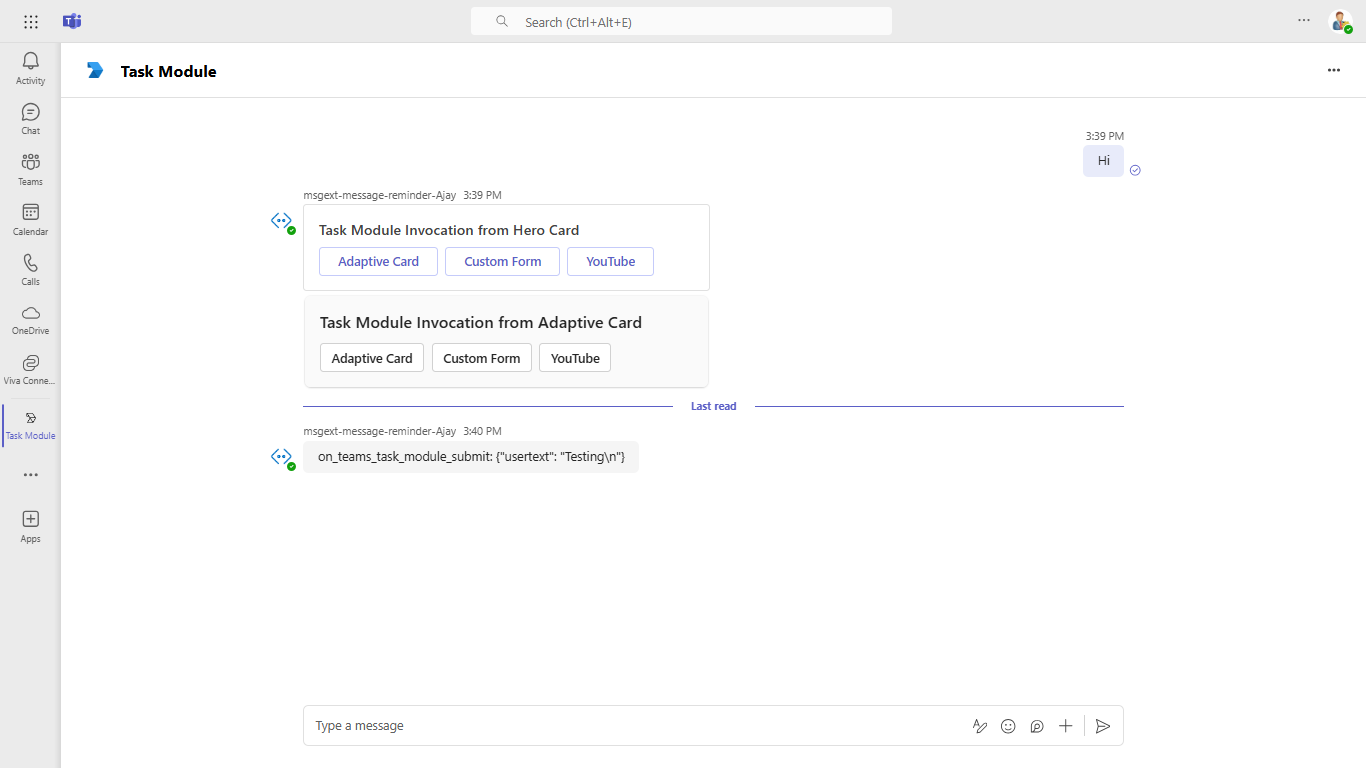 Search (Ctrl+Alt+E)
Activity
Chat
Teams
Calendar
Calls
OneDrive
Viva Conne...
Task Module
Apps
Task Module
3:39 PM
Hi
msgext-message-reminder-Ajay 3:39 PM
Task Module Invocation from Hero Card
Adaptive Card Custom Form YouTube
Task Module Invocation from Adaptive Card
Adaptive Card Custom Form YouTube
Last read
msgext-message-reminder-Ajay 3:40 PM
on_teams_task_module_submit: {"usertext": "Testing\n"}
Type a message